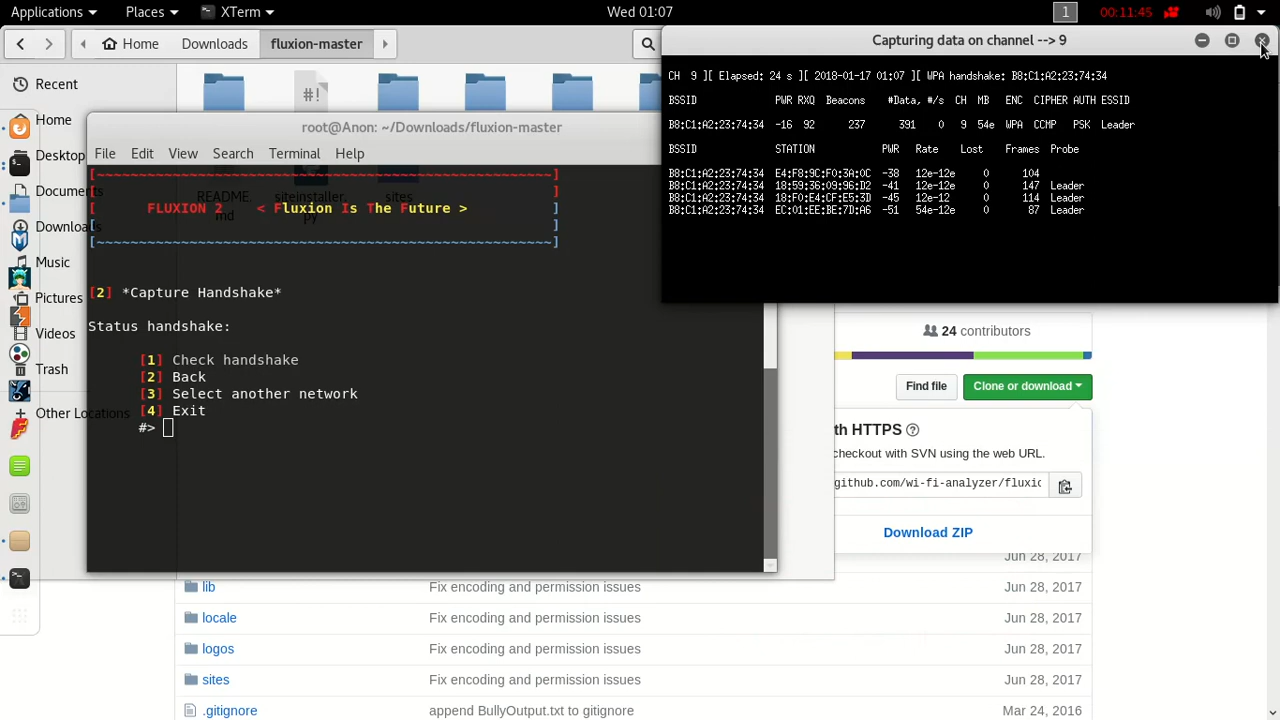 Applications Places XTerm Wed 01:07 1 00:11:45
Home Downloads fluxion-master
Recent
Home
Desktop
Documents
Downloads
Music
Pictures
Videos
Trash
Other Locations
#!
README.md
siteinstaller.py
sites
root@Anon: ~/Downloads/fluxion-master
File Edit View Search Terminal Help
[~~~~~~~~~~~~~~~~~~~~~~~~~~~~~~~~~~~~~~~~~~~~~~~~~~~~~~]
[ ]
[ FLUXION 2 < Fluxion Is The Future > ]
[ ]
[~~~~~~~~~~~~~~~~~~~~~~~~~~~~~~~~~~~~~~~~~~~~~~~~~~~~~~]
[2] *Capture Handshake*
Status handshake:
[1] Check handshake
[2] Back
[3] Select another network
[4] Exit
#>
Capturing data on channel --> 9
CH 9 ][ Elapsed: 24 s ][ 2018-01-17 01:07 ][ WPA handshake: B8:C1:A2:23:74:34
BSSID PWR RXQ Beacons #Data, #/s CH MB ENC CIPHER AUTH ESSID
B8:C1:A2:23:74:34 -16 92 237 391 0 9 54e WPA CCMP PSK Leader
BSSID STATION PWR Rate Lost Frames Probe
B8:C1:A2:23:74:34 E4:F8:9C:F0:3A:0C -38 12e-12e 0 104
B8:C1:A2:23:74:34 18:59:36:09:96:D2 -41 12e-12e 0 147 Leader
B8:C1:A2:23:74:34 18:F0:E4:CF:E5:3D -45 12e-12 0 114 Leader
B8:C1:A2:23:74:34 EC:01:EE:BE:7D:A6 -51 54e-12e 0 87 Leader
24 contributors
Find file Clone or download
th HTTPS
checkout with SVN using the web URL.
github.com/wi-fi-analyzer/fluxic
Download ZIP
Jun 28, 2017
lib Fix encoding and permission issues Jun 28, 2017
locale Fix encoding and permission issues Jun 28, 2017
logos Fix encoding and permission issues Jun 28, 2017
sites Fix encoding and permission issues Jun 28, 2017
.gitignore append BullyOutput.txt to gitignore Mar 24, 2016